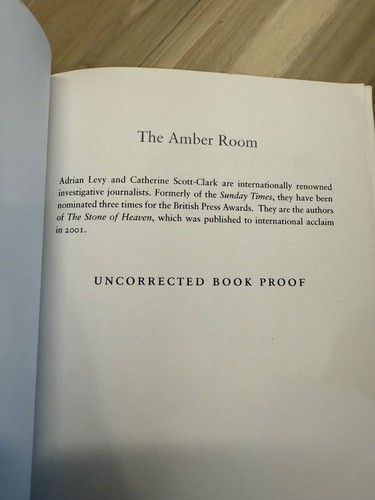 The Amber Room
Adrian Levy and Catherine Scott-Clark are internationally renowned
investigative journalists. Formerly of the Sunday Times, they have been
nominated three times for the British Press Awards. They are the authors
of The Stone of Heaven, which was published to international acclaim
in 2001.
UNCORRECTED BOOK PROOF